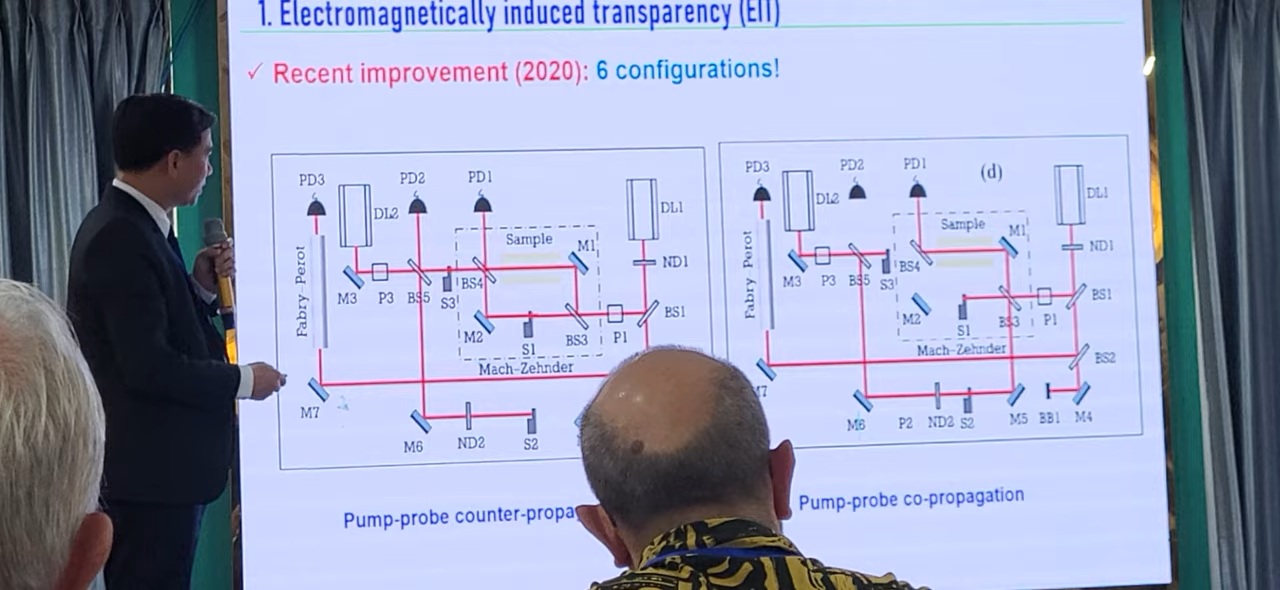 1. Electromagnetically induced transparency (EIT)
✓ Recent improvement (2020): 6 configurations!
PD3
DL2
PD2
PD1
DL1
Sample
M1
ND1
Fabry-Perot
M3
P3
BS5
S3
BS4
M2
S1
BS3
P1
BS1
Mach-Zehnder
M7
M6
ND2
S2
Pump-probe counter-propa
PD3
DL2
PD2
PD1
(d)
DL1
Sample
M1
ND1
Fabry-Perot
M3
P3
BS5
S3
BS4
M2
S1
BS3
P1
BS1
Mach-Zehnder
BS2
M6
P2
ND2
S2
M5
BB1
M4
Pump-probe co-propagation